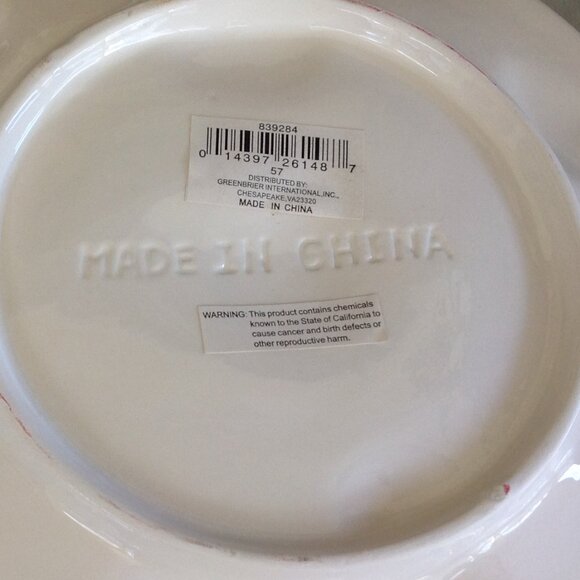 839284
0 14397 26148 7
57
DISTRIBUTED BY:
GREENBRIER INTERNATIONAL,INC.,
CHESAPEAKE,VA23320
MADE IN CHINA
MADE IN CHINA
WARNING: This product contains chemicals
known to the State of California to
cause cancer and birth defects or
other reproductive harm.